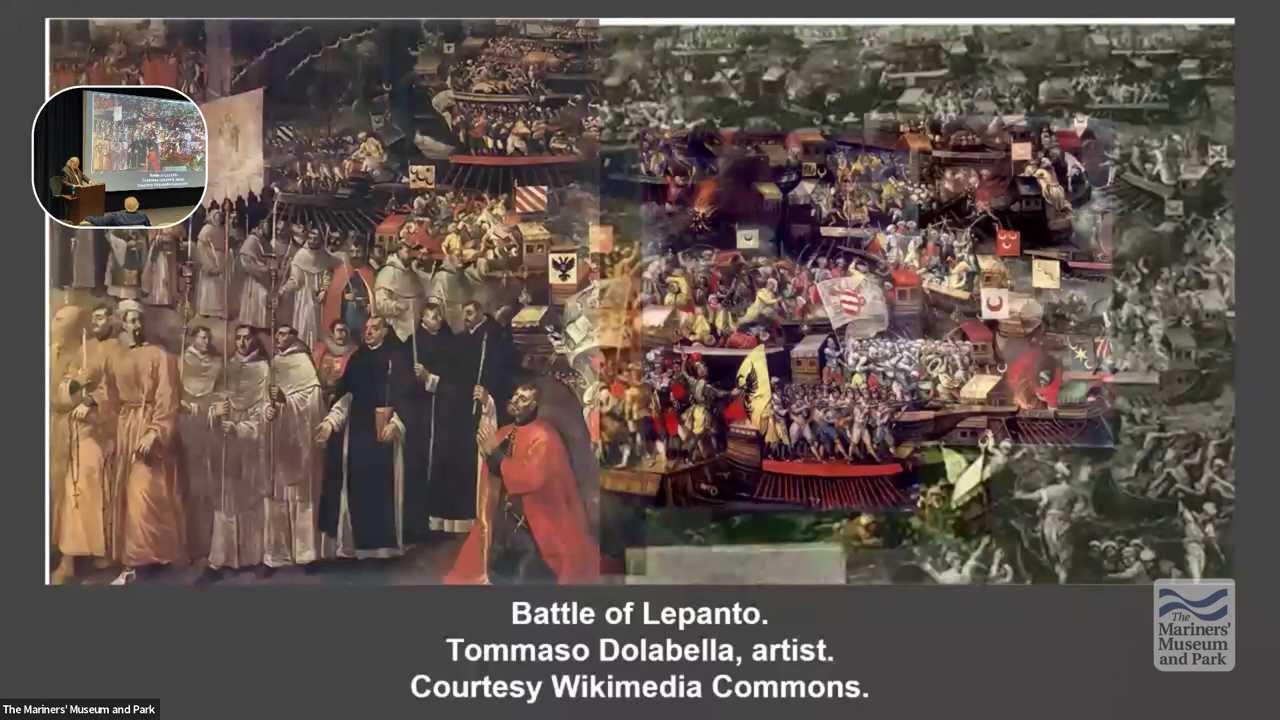 Battle of Lepanto.
Tommaso Dolabella, artist.
Courtesy Wikimedia Commons.
The
Mariners'
Museum
and Park
The Mariners' Museum and Park